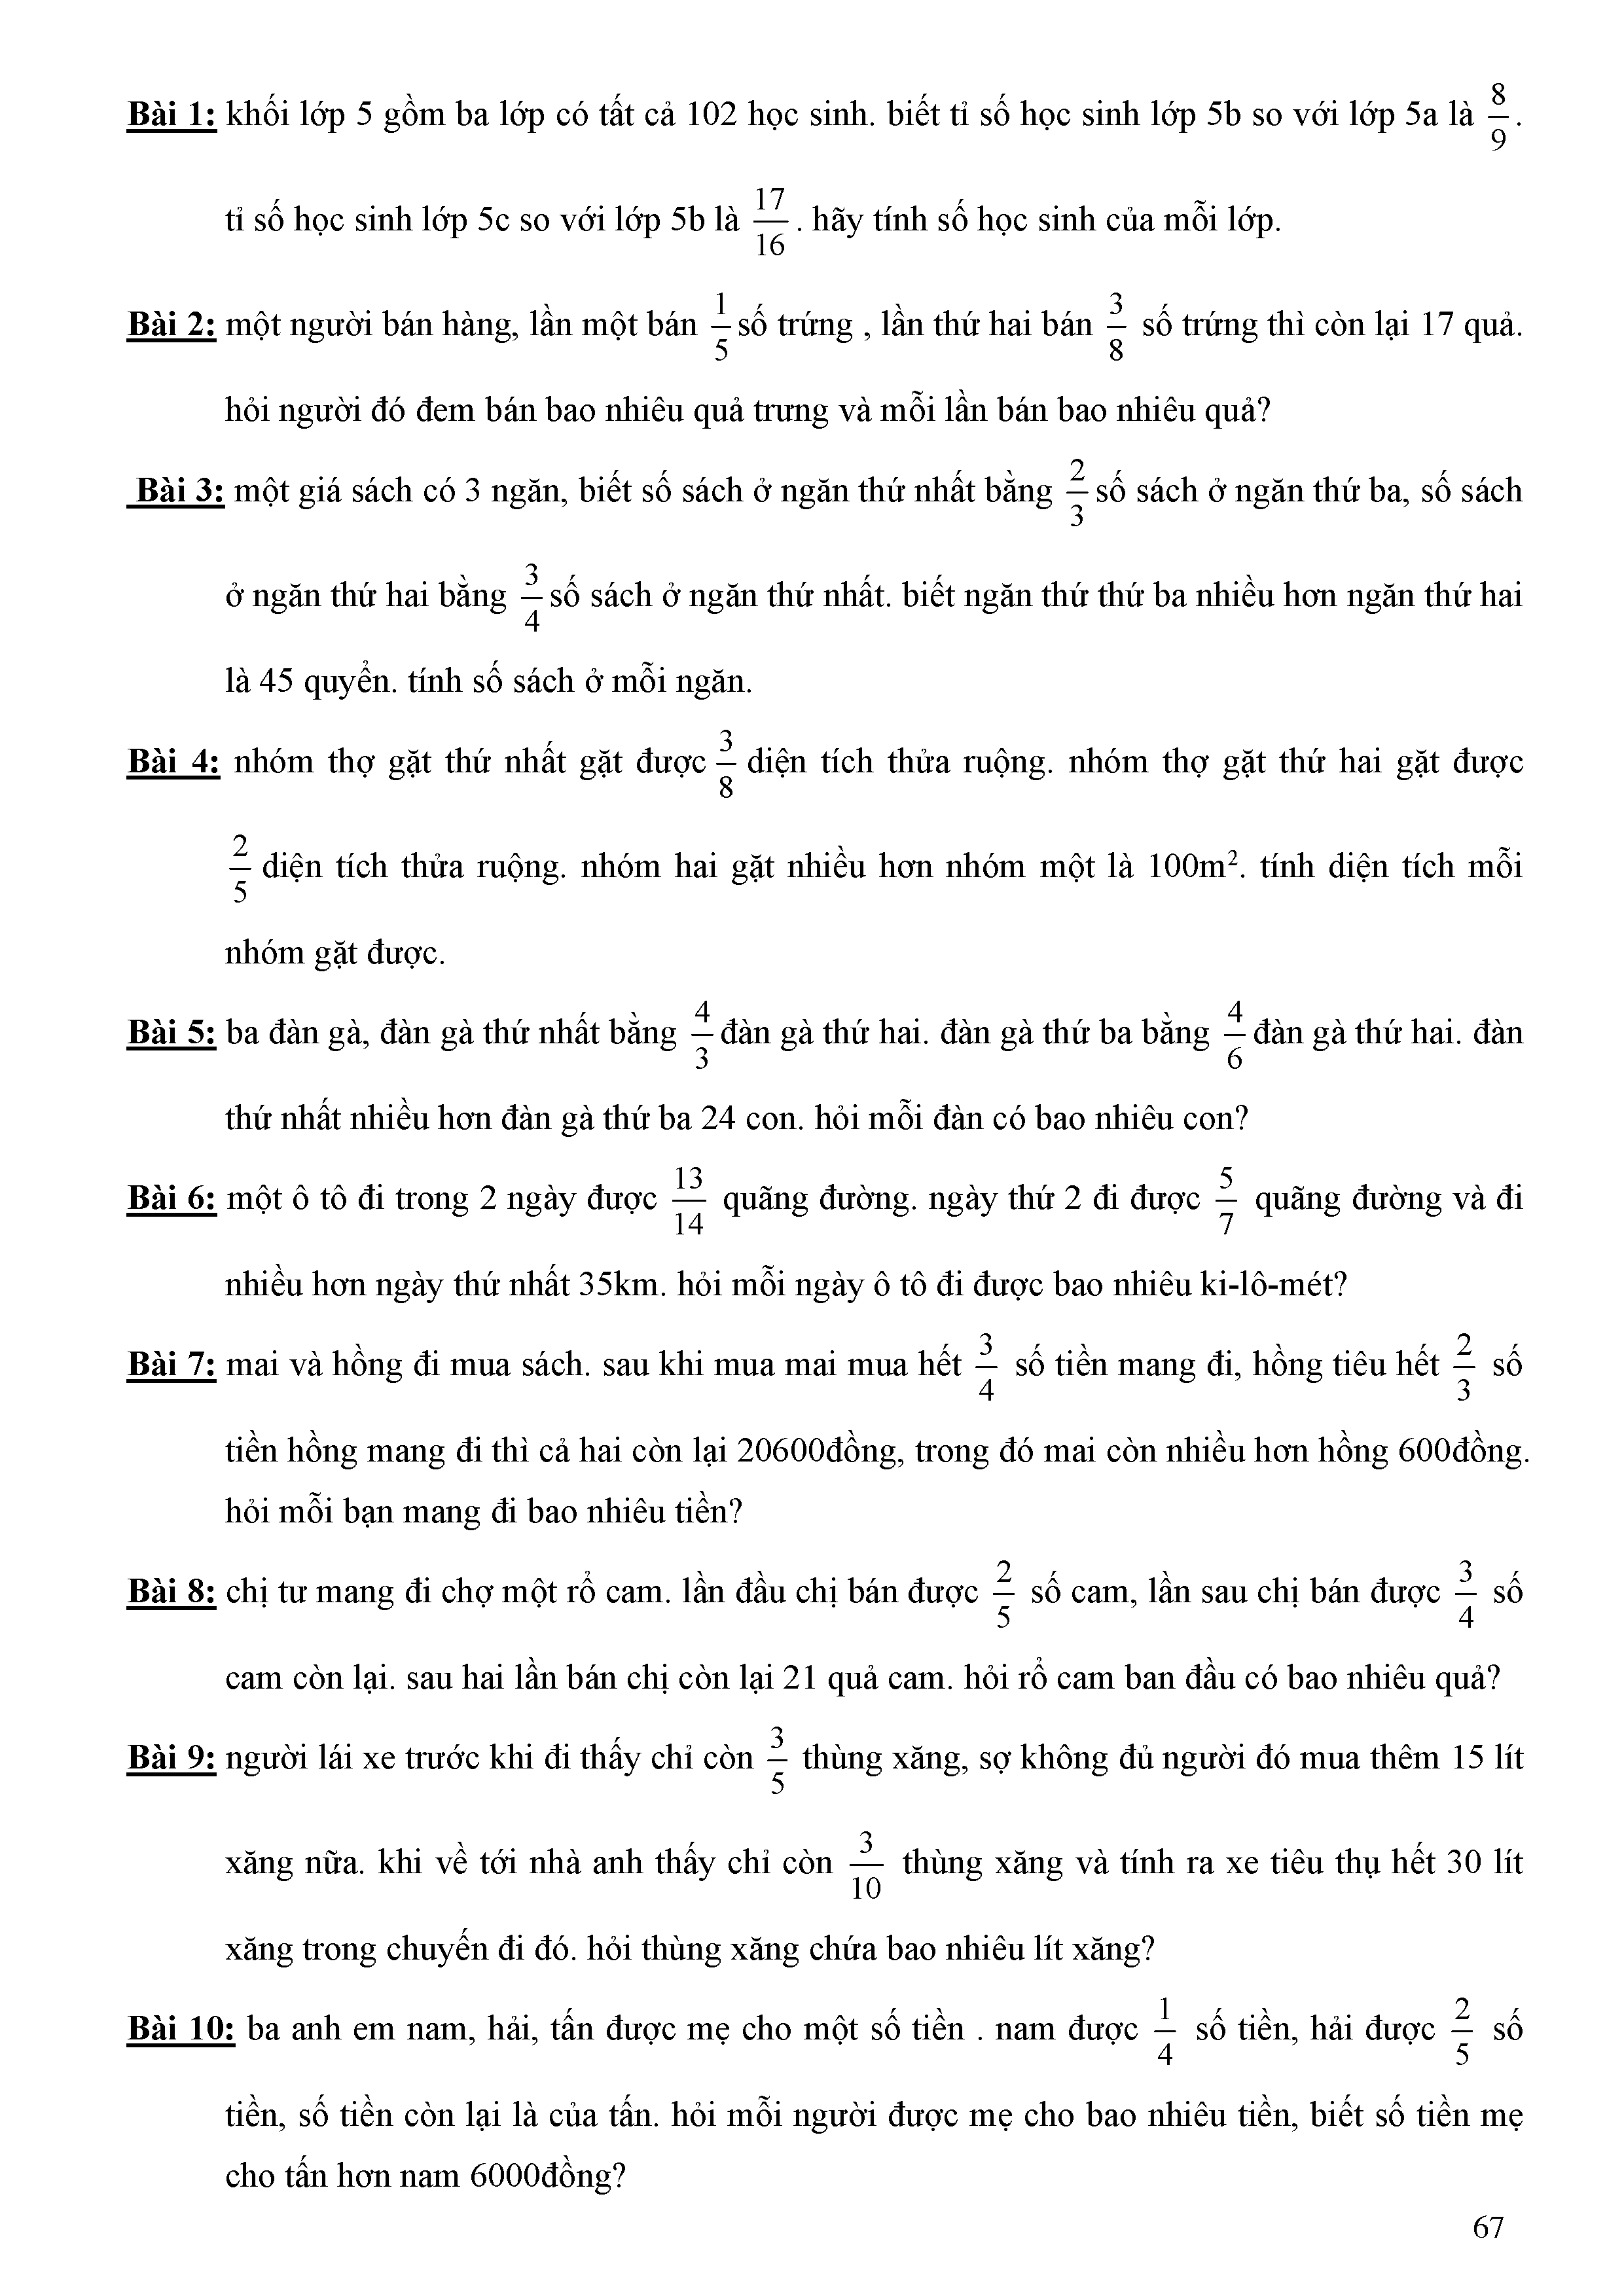 Bài 1: khối lớp 5 gồm ba lớp có tất cả 102 học sinh. biết tỉ số học sinh lớp 5b so với lớp 5a là 8/9.
tỉ số học sinh lớp 5c so với lớp 5b là 17/16. hãy tính số học sinh của mỗi lớp.
Bài 2: một người bán hàng, lần một bán 1/5 số trứng , lần thứ hai bán 3/8 số trứng thì còn lại 17 quả.
hỏi người đó đem bán bao nhiêu quả trưng và mỗi lần bán bao nhiêu quả?
Bài 3: một giá sách có 3 ngăn, biết số sách ở ngăn thứ nhất bằng 2/3 số sách ở ngăn thứ ba, số sách
ở ngăn thứ hai bằng 3/4 số sách ở ngăn thứ nhất. biết ngăn thứ thứ ba nhiều hơn ngăn thứ hai
là 45 quyển. tính số sách ở mỗi ngăn.
Bài 4: nhóm thợ gặt thứ nhất gặt được 3/8 diện tích thửa ruộng. nhóm thợ gặt thứ hai gặt được
2/5 diện tích thửa ruộng. nhóm hai gặt nhiều hơn nhóm một là 100m². tính diện tích mỗi
nhóm gặt được.
Bài 5: ba đàn gà, đàn gà thứ nhất bằng 4/3 đàn gà thứ hai. đàn gà thứ ba bằng 4/6 đàn gà thứ hai. đàn
thứ nhất nhiều hơn đàn gà thứ ba 24 con. hỏi mỗi đàn có bao nhiêu con?
Bài 6: một ô tô đi trong 2 ngày được 13/14 quãng đường. ngày thứ 2 đi được 5/7 quãng đường và đi
nhiều hơn ngày thứ nhất 35km. hỏi mỗi ngày ô tô đi được bao nhiêu ki-lô-mét?
Bài 7: mai và hồng đi mua sách. sau khi mua mai mua hết 3/4 số tiền mang đi, hồng tiêu hết 2/3 số
tiền hồng mang đi thì cả hai còn lại 20600đồng, trong đó mai còn nhiều hơn hồng 600đồng.
hỏi mỗi bạn mang đi bao nhiêu tiền?
Bài 8: chị tư mang đi chợ một rổ cam. lần đầu chị bán được 2/5 số cam, lần sau chị bán được 3/4 số
cam còn lại. sau hai lần bán chị còn lại 21 quả cam. hỏi rổ cam ban đầu có bao nhiêu quả?
Bài 9: người lái xe trước khi đi thấy chỉ còn 3/5 thùng xăng, sợ không đủ người đó mua thêm 15 lít
xăng nữa. khi về tới nhà anh thấy chỉ còn 3/10 thùng xăng và tính ra xe tiêu thụ hết 30 lít
xăng trong chuyến đi đó. hỏi thùng xăng chứa bao nhiêu lít xăng?
Bài 10: ba anh em nam, hải, tấn được mẹ cho một số tiền . nam được 1/4 số tiền, hải được 2/5 số
tiền, số tiền còn lại là của tấn. hỏi mỗi người được mẹ cho bao nhiêu tiền, biết số tiền mẹ
cho tấn hơn nam 6000đồng?
67